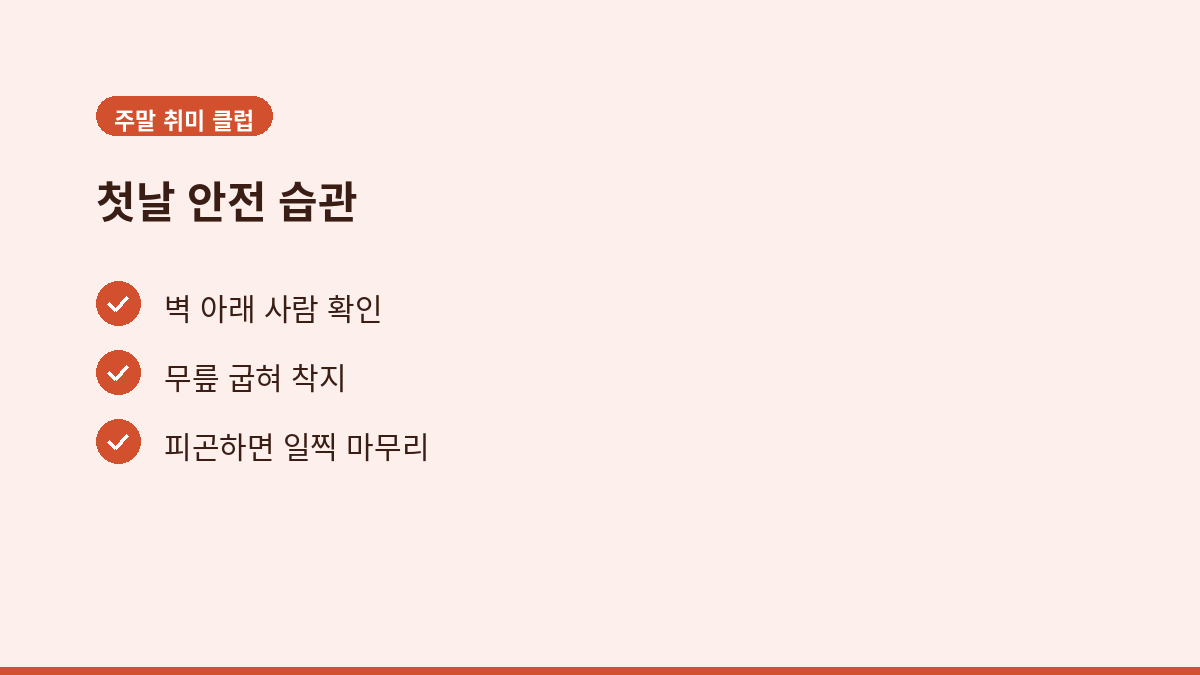 주말 취미 클럽
첫날 안전 습관
벽 아래 사람 확인
무릎 굽혀 착지
피곤하면 일찍 마무리